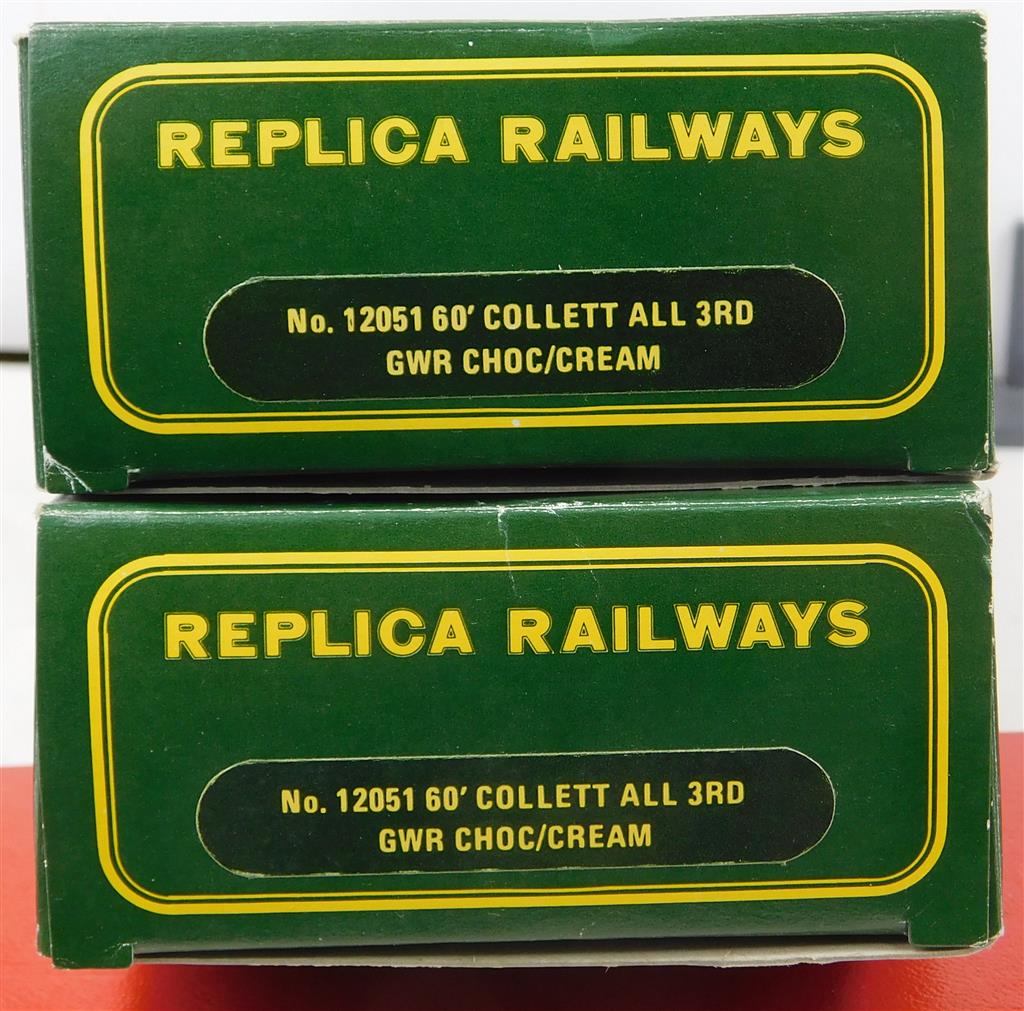 REPLICA RAILWAYS
No. 12051 60' COLLETT ALL 3RD
GWR CHOC/CREAM
REPLICA RAILWAYS
No. 12051 60' COLLETT ALL 3RD
GWR CHOC/CREAM